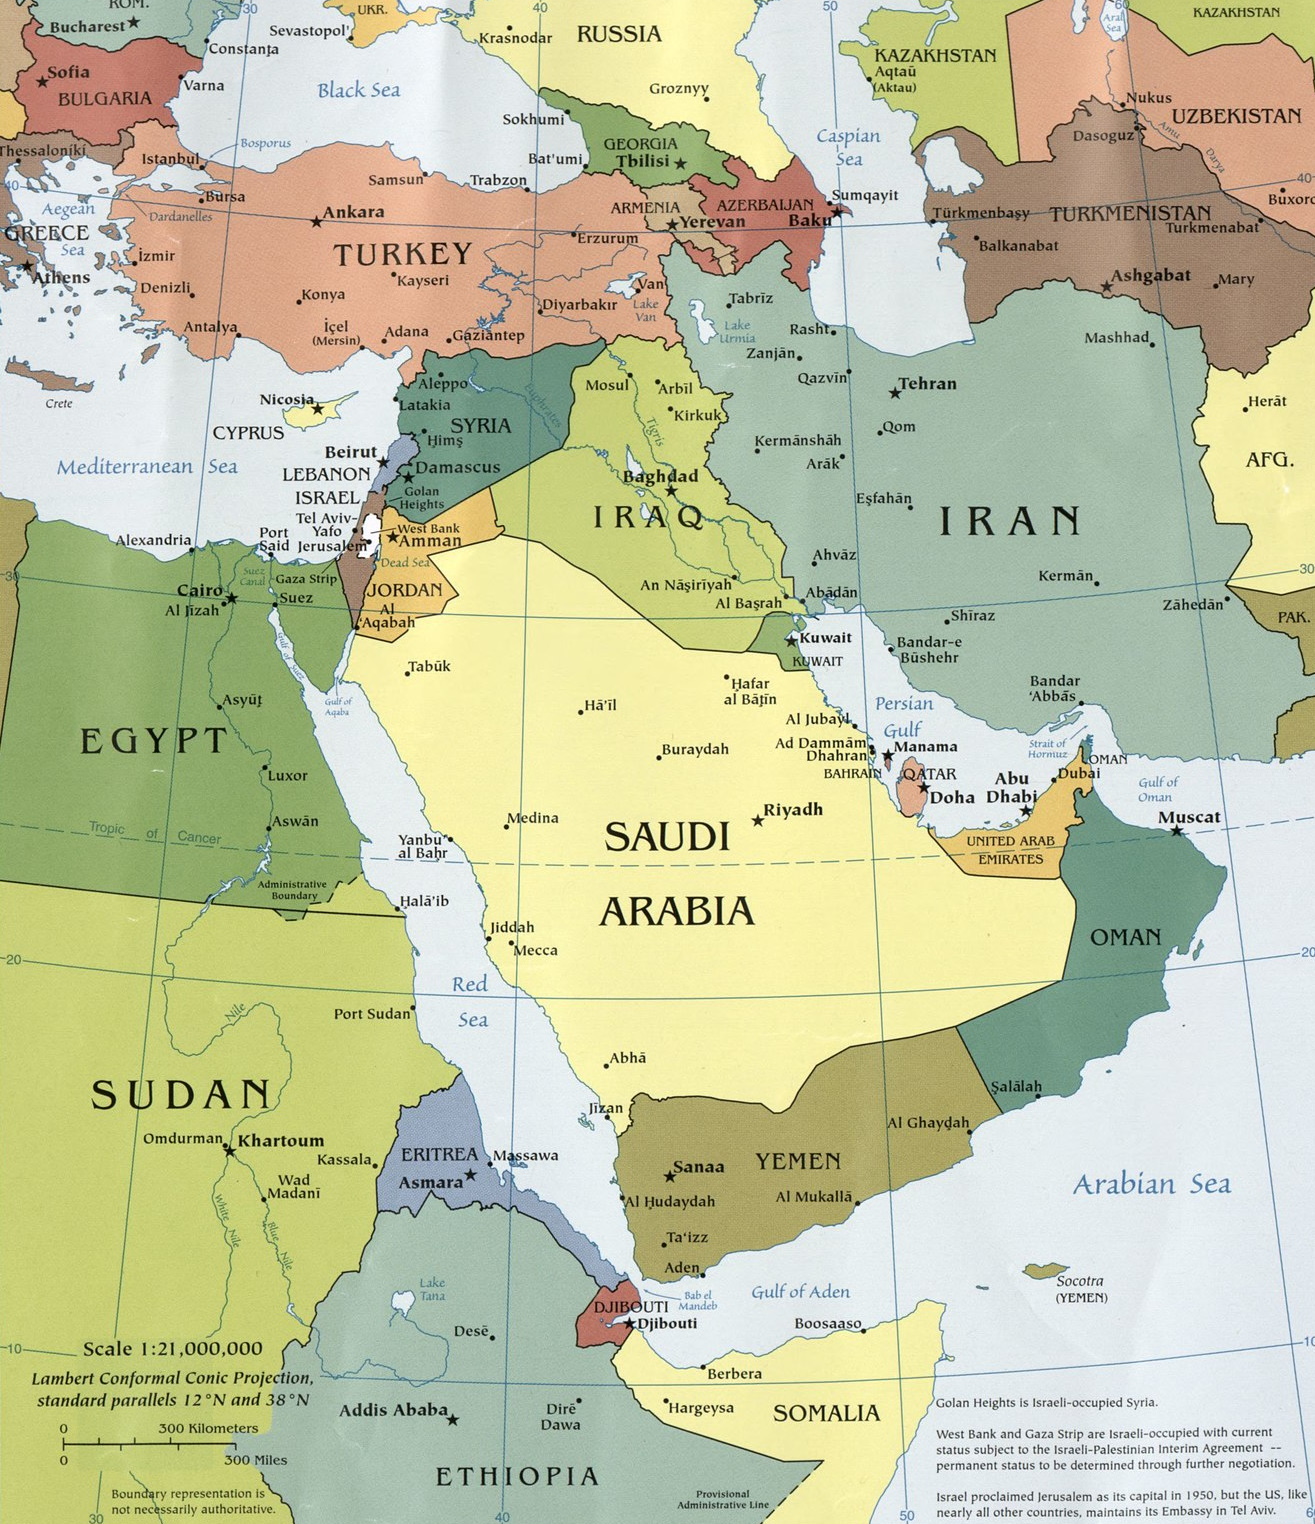 ROM.
Bucharest
Constanţa
30
UKR.
Sevastopol'
40
Krasnodar
RUSSIA
50
60
Aral
Sea
KAZAKHSTAN
KAZAKHSTAN
Aqtaū
(Aktau)
Sofia
BULGARIA
Varna
Black Sea
Groznyy
Sokhumi
Caspian
Sea
Nukus
UZBEKISTAN
Dasoguz
Amu
Darya
Thessaloníki
Istanbul
Bosporus
GEORGIA
Tbilisi
Bat'umi
Samsun
Trabzon
40
40
Bursa
Dardanelles
Aegean
Sea
GREECE
Athens
Ankara
ARMENIA
Yerevan
AZERBAIJAN
Baku
Sumqayit
Türkmenbaşy
TURKMENISTAN
Turkmenabat
Buxoro
Balkanabat
Erzurum
TURKEY
İzmir
Kayseri
Ashgabat
Mary
Denizli
Konya
Diyarbakır
Van
Lake
Van
Tabrīz
Lake
Urmia
Antalya
İçel
(Mersin)
Adana
Gaziantep
Rasht
Zanjān
Qazvīn
Mashhad
Crete
Nicosia
CYPRUS
Aleppo
Latakia
SYRIA
Euphrates
Mosul
Arbīl
Kirkuk
Tigris
Tehran
Herāt
Qom
Kermānshāh
Arāk
AFG.
Mediterranean Sea
Beirut
LEBANON
Ḩimş
Damascus
Golan
Heights
ISRAEL
Tel Aviv-
Yafo
Jerusalem
West Bank
Amman
Dead Sea
Baghdad
IRAQ
Eşfahān
IRAN
Alexandria
Port
Said
Suez
Canal
Gaza Strip
JORDAN
Al
'Aqabah
An Nāşirīyah
Al Başrah
Ahvāz
Abādān
Kermān
Zāhedān
30
30
PAK.
Cairo
Al Jīzah
Suez
Gulf of Suez
Gulf of
Aqaba
Kuwait
KUWAIT
Shīraz
Bandar-e
Būshehr
Bandar
'Abbās
Tabūk
Ḩafar
al Bāţīn
Hā'īl
Asyūţ
EGYPT
Luxor
Aswān
Tropic of Cancer
Administrative
Boundary
Al Jubayl
Persian
Gulf
Strait of
Hormuz
Ad Dammām
Dhahran
Manama
BAHRAIN
QATAR
Doha
Abu
Dhabi
Dubai
OMAN
Gulf of
Oman
Muscat
Buraydah
Riyadh
Medina
SAUDI
ARABIA
Yanbu'
al Baḩr
UNITED ARAB
EMIRATES
Ḩalā'ib
Jiddah
Mecca
OMAN
20
20
Red
Sea
Port Sudan
Nile
Abhā
Jīzan
Şalālah
SUDAN
Omdurman
Khartoum
Kassala
Wad
Madanī
White Nile
Blue Nile
ERITREA
Asmara
Massawa
Al Ghayḑah
Sanaa
YEMEN
Al Ḩudaydah
Al Mukallā
Ta'izz
Aden
Arabian Sea
Bab el
Mandeb
Gulf of Aden
Socotra
(YEMEN)
Lake
Tana
Desē
DJIBOUTI
Djibouti
Boosaaso
Berbera
Hargeysa
SOMALIA
10
10
Addis Ababa
Dirē
Dawa
ETHIOPIA
Provisional
Administrative Line
Scale 1:21,000,000
Lambert Conformal Conic Projection,
standard parallels 12°N and 38°N
0 300 Kilometers
0 300 Miles
Boundary representation is
not necessarily authoritative.
30
40
50
Golan Heights is Israeli-occupied Syria.
West Bank and Gaza Strip are Israeli-occupied with current
status subject to the Israeli-Palestinian Interim Agreement --
permanent status to be determined through further negotiation.
Israel proclaimed Jerusalem as its capital in 1950, but the US, like
nearly all other countries, maintains its Embassy in Tel Aviv.